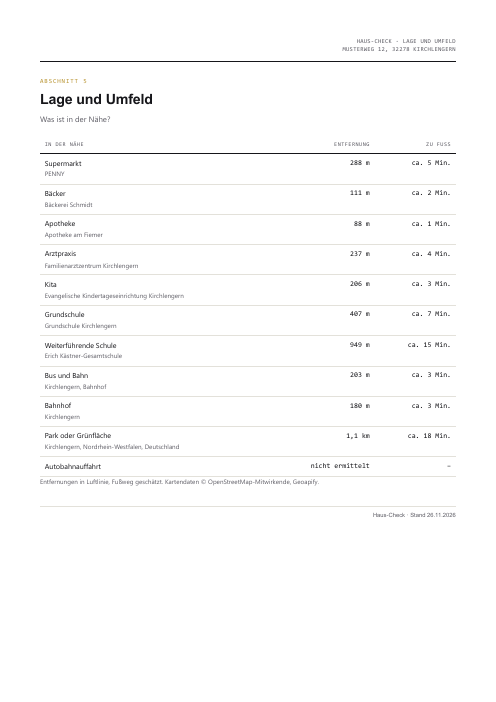 HAUS-CHECK · LAGE UND UMFELD
MUSTERWEG 12, 32278 KIRCHLENGERN
ABSCHNITT 5
Lage und Umfeld
Was ist in der Nähe?
IN DER NÄHE ENTFERNUNG ZU FUSS
Supermarkt 288 m ca. 5 Min.
PENNY
Bäcker 111 m ca. 2 Min.
Bäckerei Schmidt
Apotheke 88 m ca. 1 Min.
Apotheke am Fiemer
Arztpraxis 237 m ca. 4 Min.
Familienarztzentrum Kirchlengern
Kita 206 m ca. 3 Min.
Evangelische Kindertageseinrichtung Kirchlengern
Grundschule 407 m ca. 7 Min.
Grundschule Kirchlengern
Weiterführende Schule 949 m ca. 15 Min.
Erich Kästner-Gesamtschule
Bus und Bahn 203 m ca. 3 Min.
Kirchlengern, Bahnhof
Bahnhof 180 m ca. 3 Min.
Kirchlengern
Park oder Grünfläche 1,1 km ca. 18 Min.
Kirchlengern, Nordrhein-Westfalen, Deutschland
Autobahnauffahrt nicht ermittelt –
Entfernungen in Luftlinie, Fußweg geschätzt. Kartendaten © OpenStreetMap-Mitwirkende, Geoapify.
Haus-Check · Stand 26.11.2026